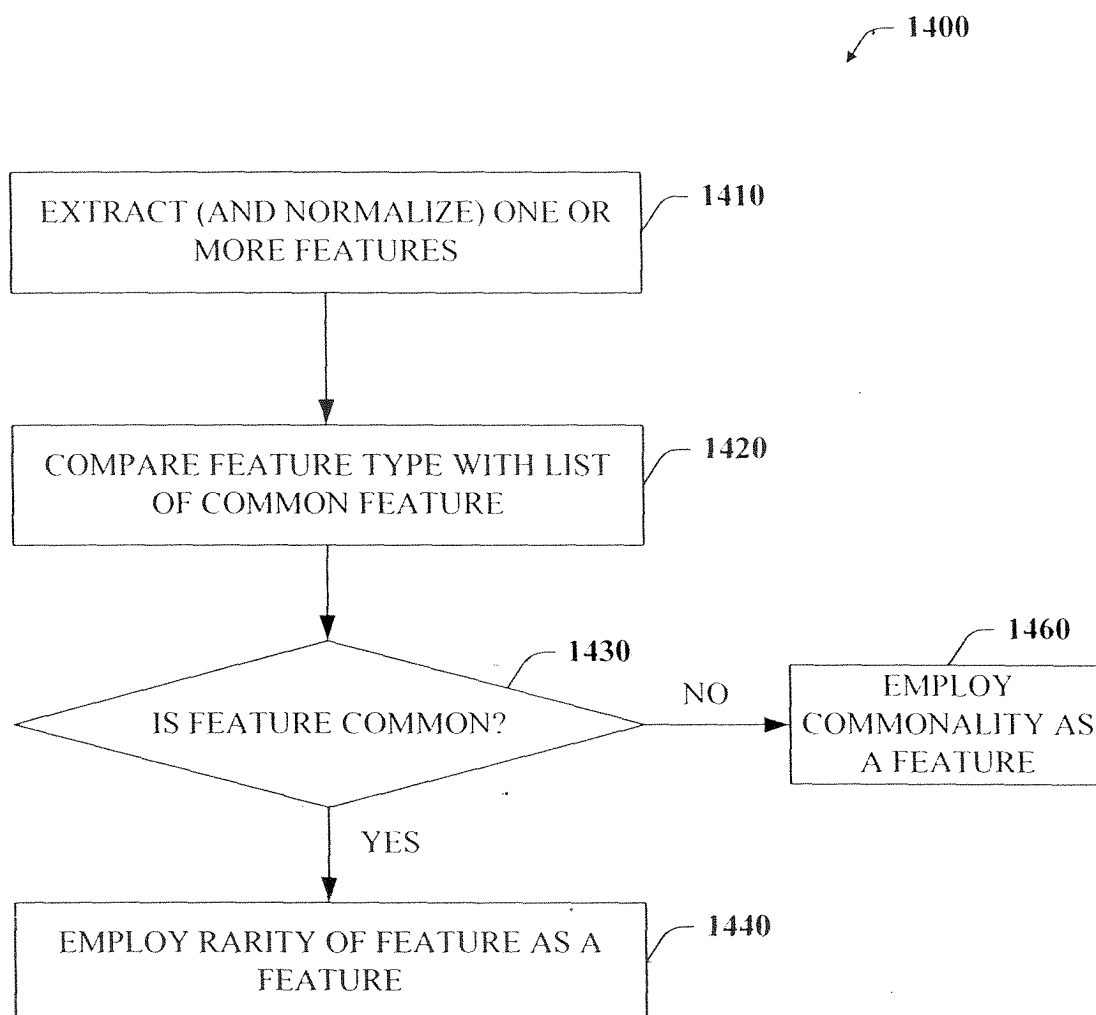 1400
EXTRACT (AND NORMALIZE) ONE OR
MORE FEATURES
1410
COMPARE FEATURE TYPE WITH LIST
OF COMMON FEATURE
1420
IS FEATURE COMMON?
1430
NO
EMPLOY
COMMONALITY AS
A FEATURE
1460
YES
EMPLOY RARITY OF FEATURE AS A
FEATURE
1440